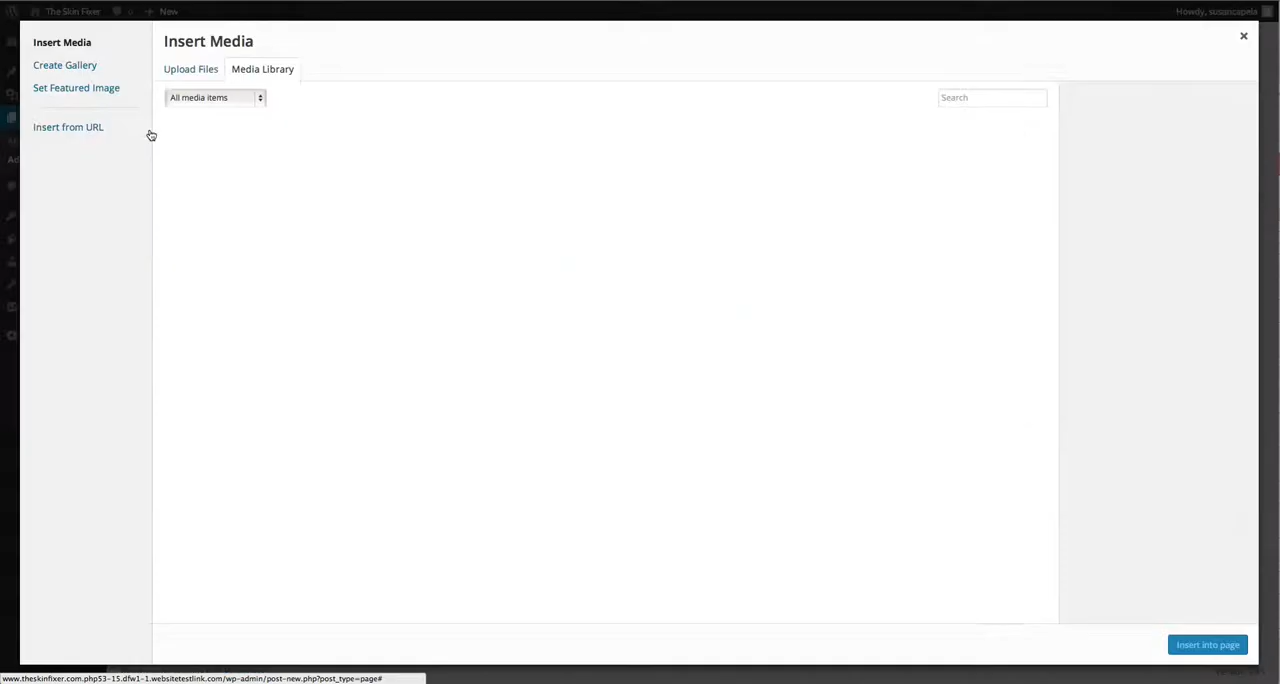 The Skin Fixer 0 New Howdy, susancapela
Insert Media
Create Gallery
Set Featured Image
Insert from URL
Insert Media
Upload Files Media Library
All media items Search
Insert into page
www.theskinfixer.com.php53-15.dfw1-1.websitetestlink.com/wp-admin/post-new.php?post_type=page#